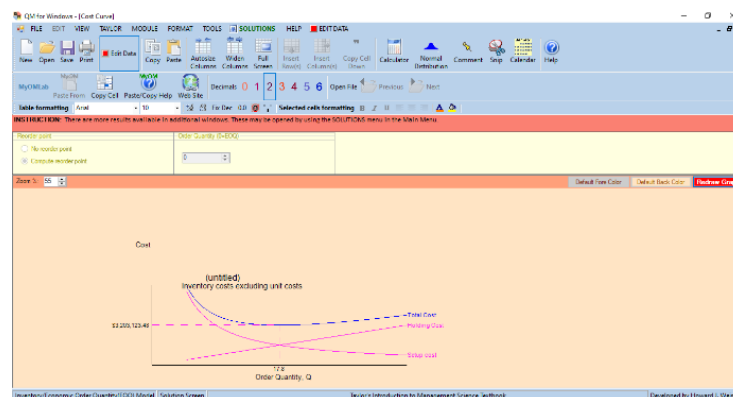 QM for Windows - [Cost Curve]
FILE EDIT VIEW TAYLOR MODULE FORMAT TOOLS SOLUTIONS HELP EDIT DATA
New Open Save Print Edit Data Copy Paste Autosize Columns Widen Columns Full Screen Insert Row(s) Insert Column(s) Copy Cell Down Calculator Normal Distribution Comment Snip Calendar Help
MyOMLab MyOM Paste From Copy Cell Paste/Copy Help Web Site Decimals 0 1 2 3 4 5 6 Open File Previous Next
Table formatting Arial 10 Fix Dec 0.0 Selected cells formatting B I
INSTRUCTION: There are more results available in additional windows. These may be opened by using the SOLUTIONS menu in the Main Menu.
Reorder point
Order Quantity (0=EOQ)
No reorder point
Compute reorder point
0
Zoom % 55
Default Fore Color Default Back Color Redraw Grap
Cost
(untitled)
Inventory costs excluding unit costs
Total Cost
Holding Cost
Setup cost
Order Quantity, Q
Inventory/Economic Order Quantity (EOQ) Model Solution Screen Taylor's Introduction to Management Science Textbook Developed by Howard J. Weis